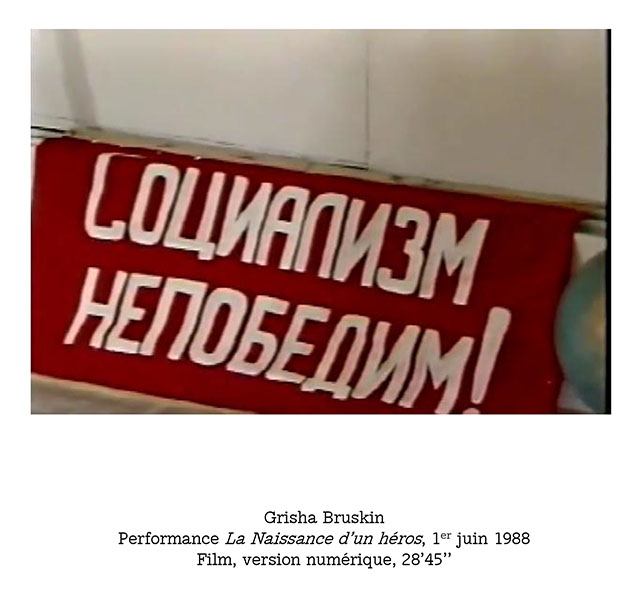 СОЦИАЛИЗМ
НЕПОБЕДИМ!
Grisha Bruskin
Performance La Naissance d’un héros, 1er juin 1988
Film, version numérique, 28’45’’